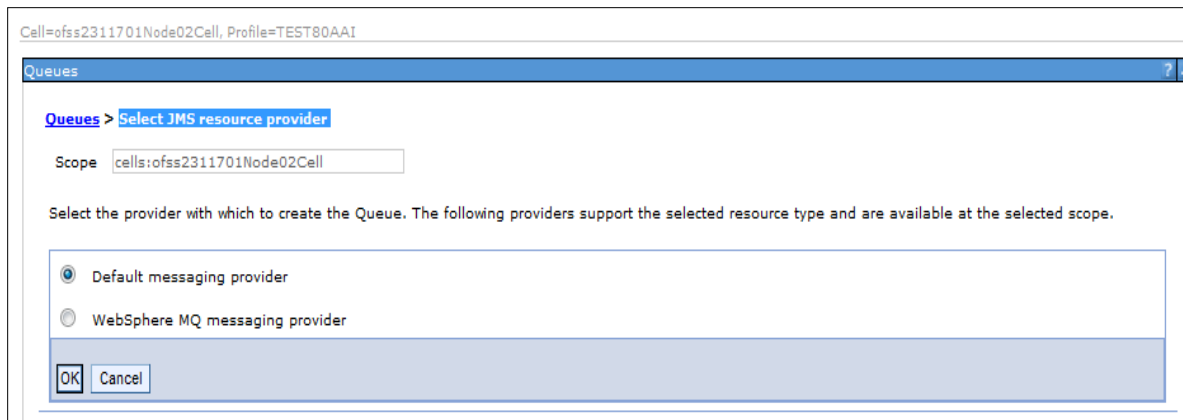 Cell=ofss2311701Node02Cell, Profile=TEST80AAI
Queues ?
Queues > Select JMS resource provider
Scope cells:ofss2311701Node02Cell
Select the provider with which to create the Queue. The following providers support the selected resource type and are available at the selected scope.
Default messaging provider
WebSphere MQ messaging provider
OK Cancel